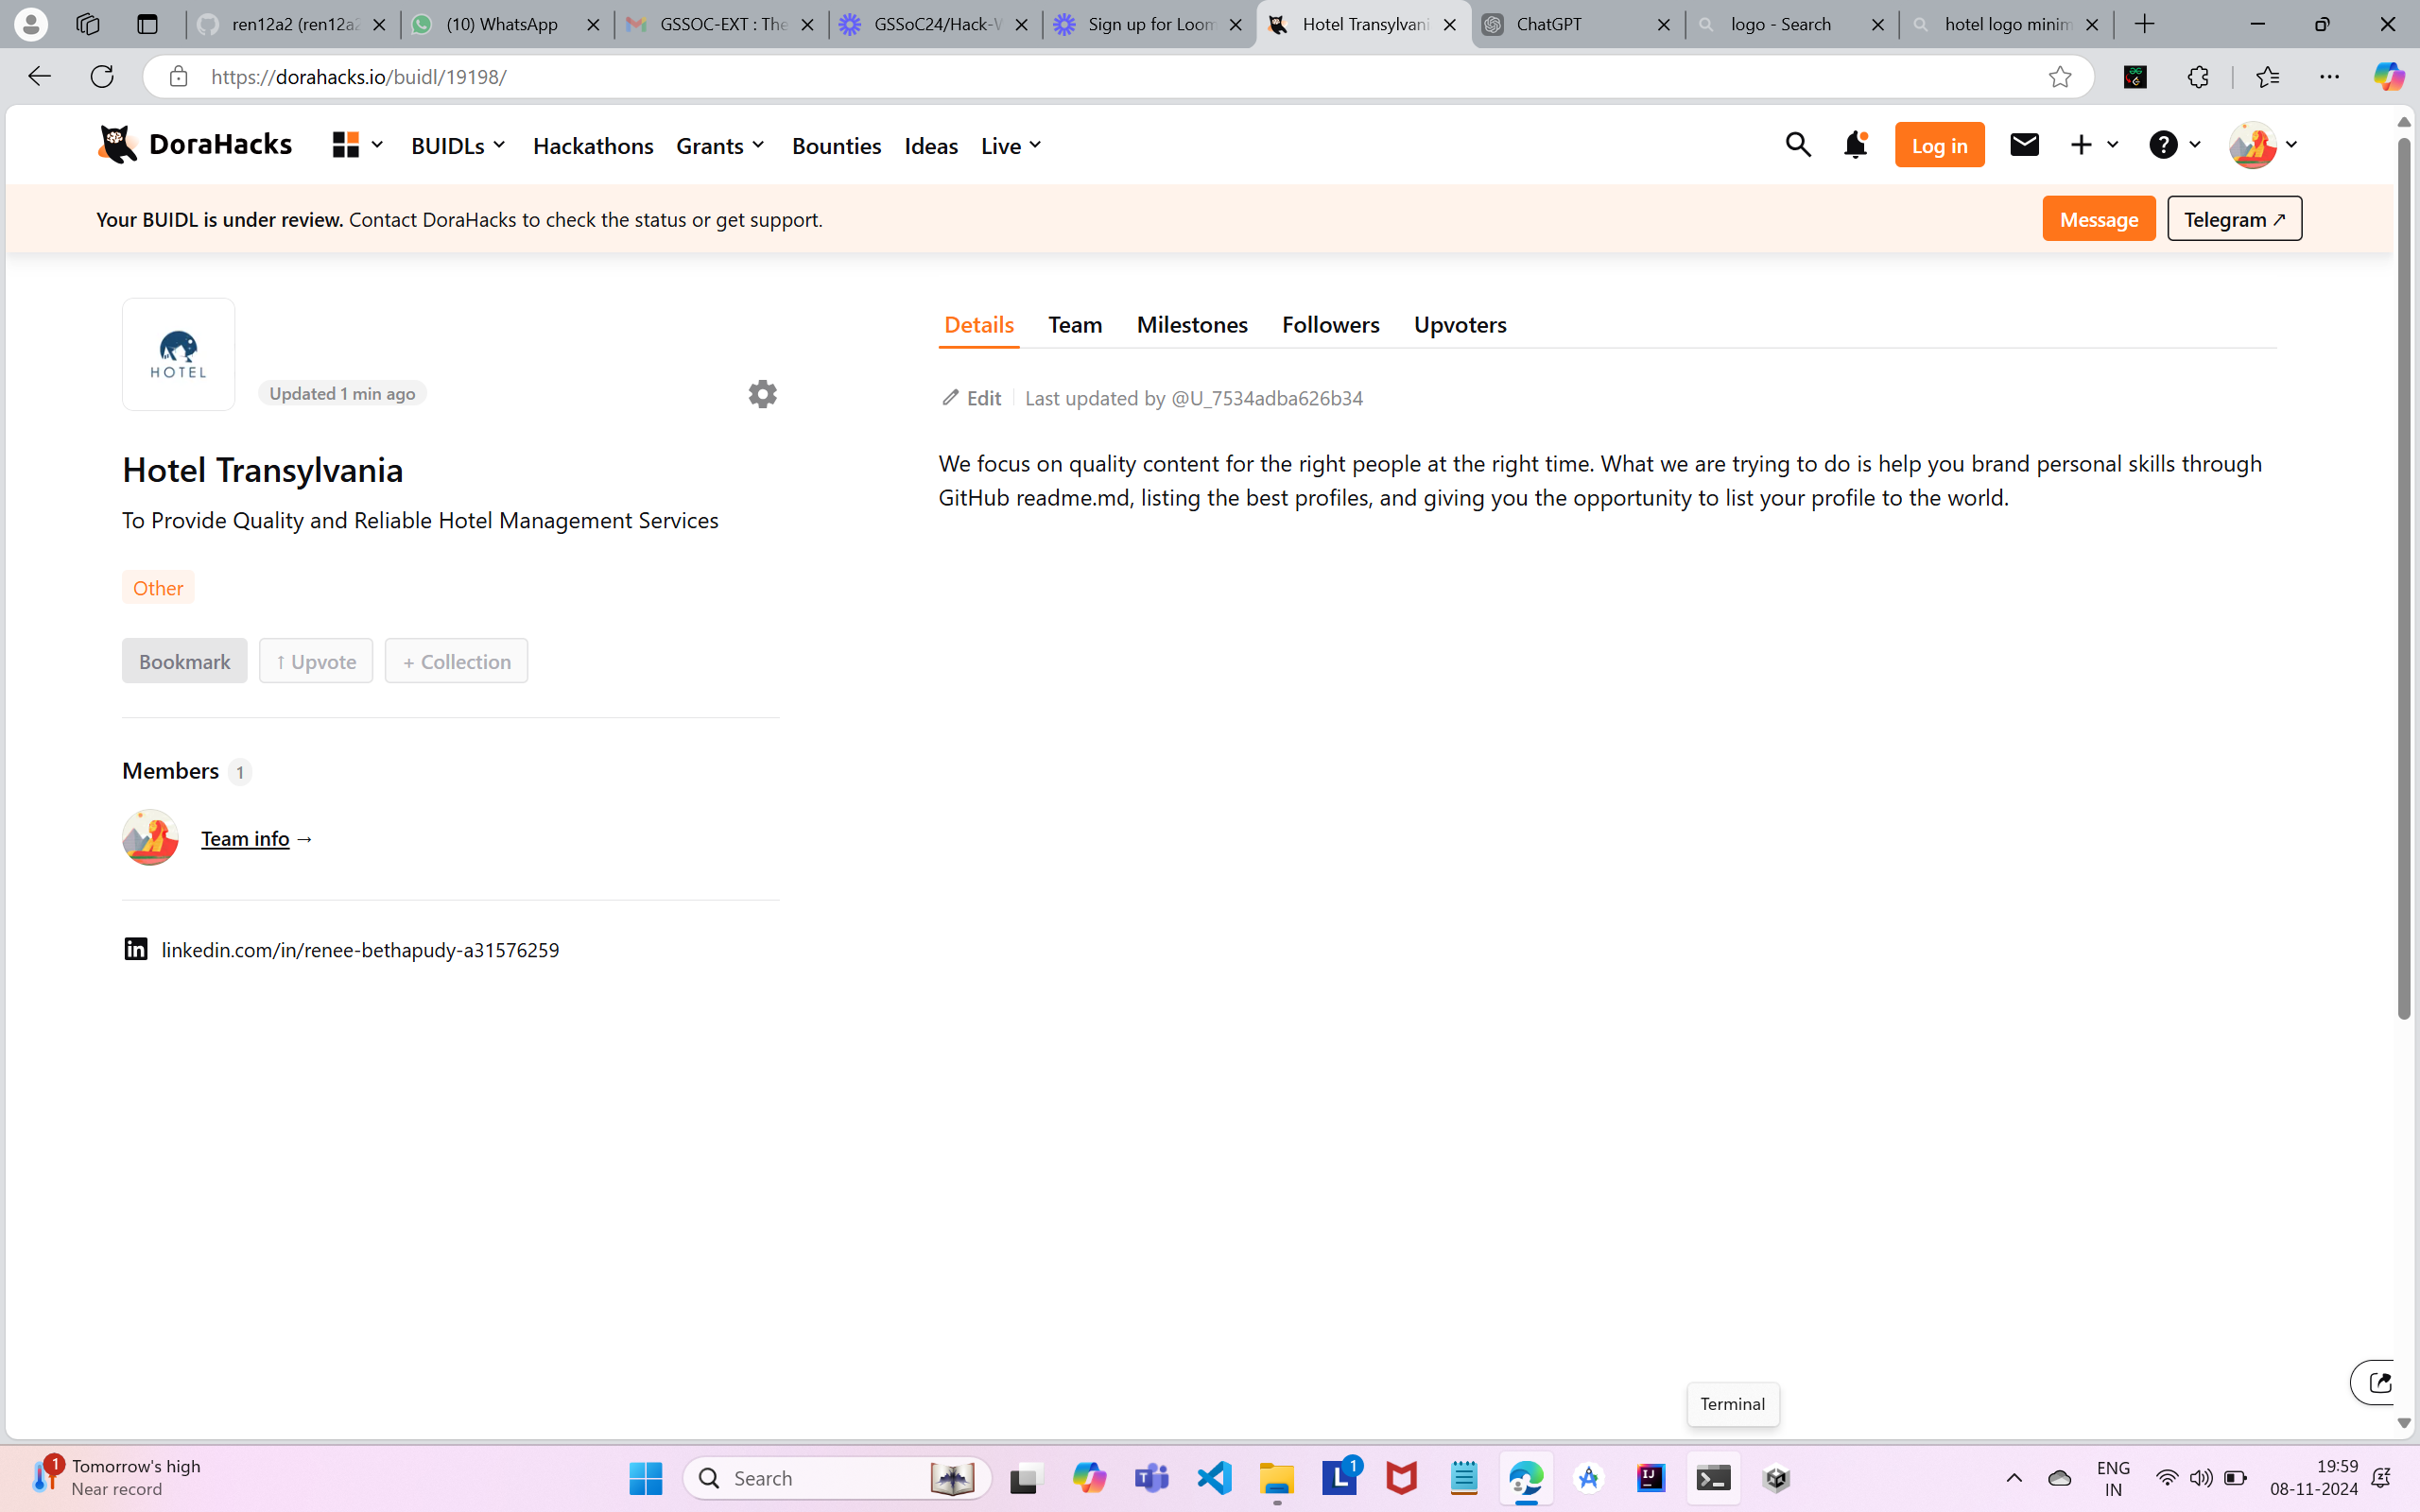 ren12a2 (ren12a2
(10) WhatsApp
GSSOC-EXT : The
GSSoC24/Hack-W
Sign up for Loom
Hotel Transylvani
ChatGPT
logo - Search
hotel logo minim
https://dorahacks.io/buidl/19198/
DoraHacks
BUIDLs
Hackathons
Grants
Bounties
Ideas
Live
Log in
Your BUIDL is under review. Contact DoraHacks to check the status or get support.
Message
Telegram ↗
HOTEL
Updated 1 min ago
Hotel Transylvania
To Provide Quality and Reliable Hotel Management Services
Other
Bookmark
↑ Upvote
+ Collection
Members 1
Team info →
linkedin.com/in/renee-bethapudy-a31576259
Details
Team
Milestones
Followers
Upvoters
Edit
Last updated by @U_7534adba626b34
We focus on quality content for the right people at the right time. What we are trying to do is help you brand personal skills through
GitHub readme.md, listing the best profiles, and giving you the opportunity to list your profile to the world.
Terminal
1
Tomorrow's high
Near record
Search
L
1
IJ
ENG
IN
19:59
08-11-2024